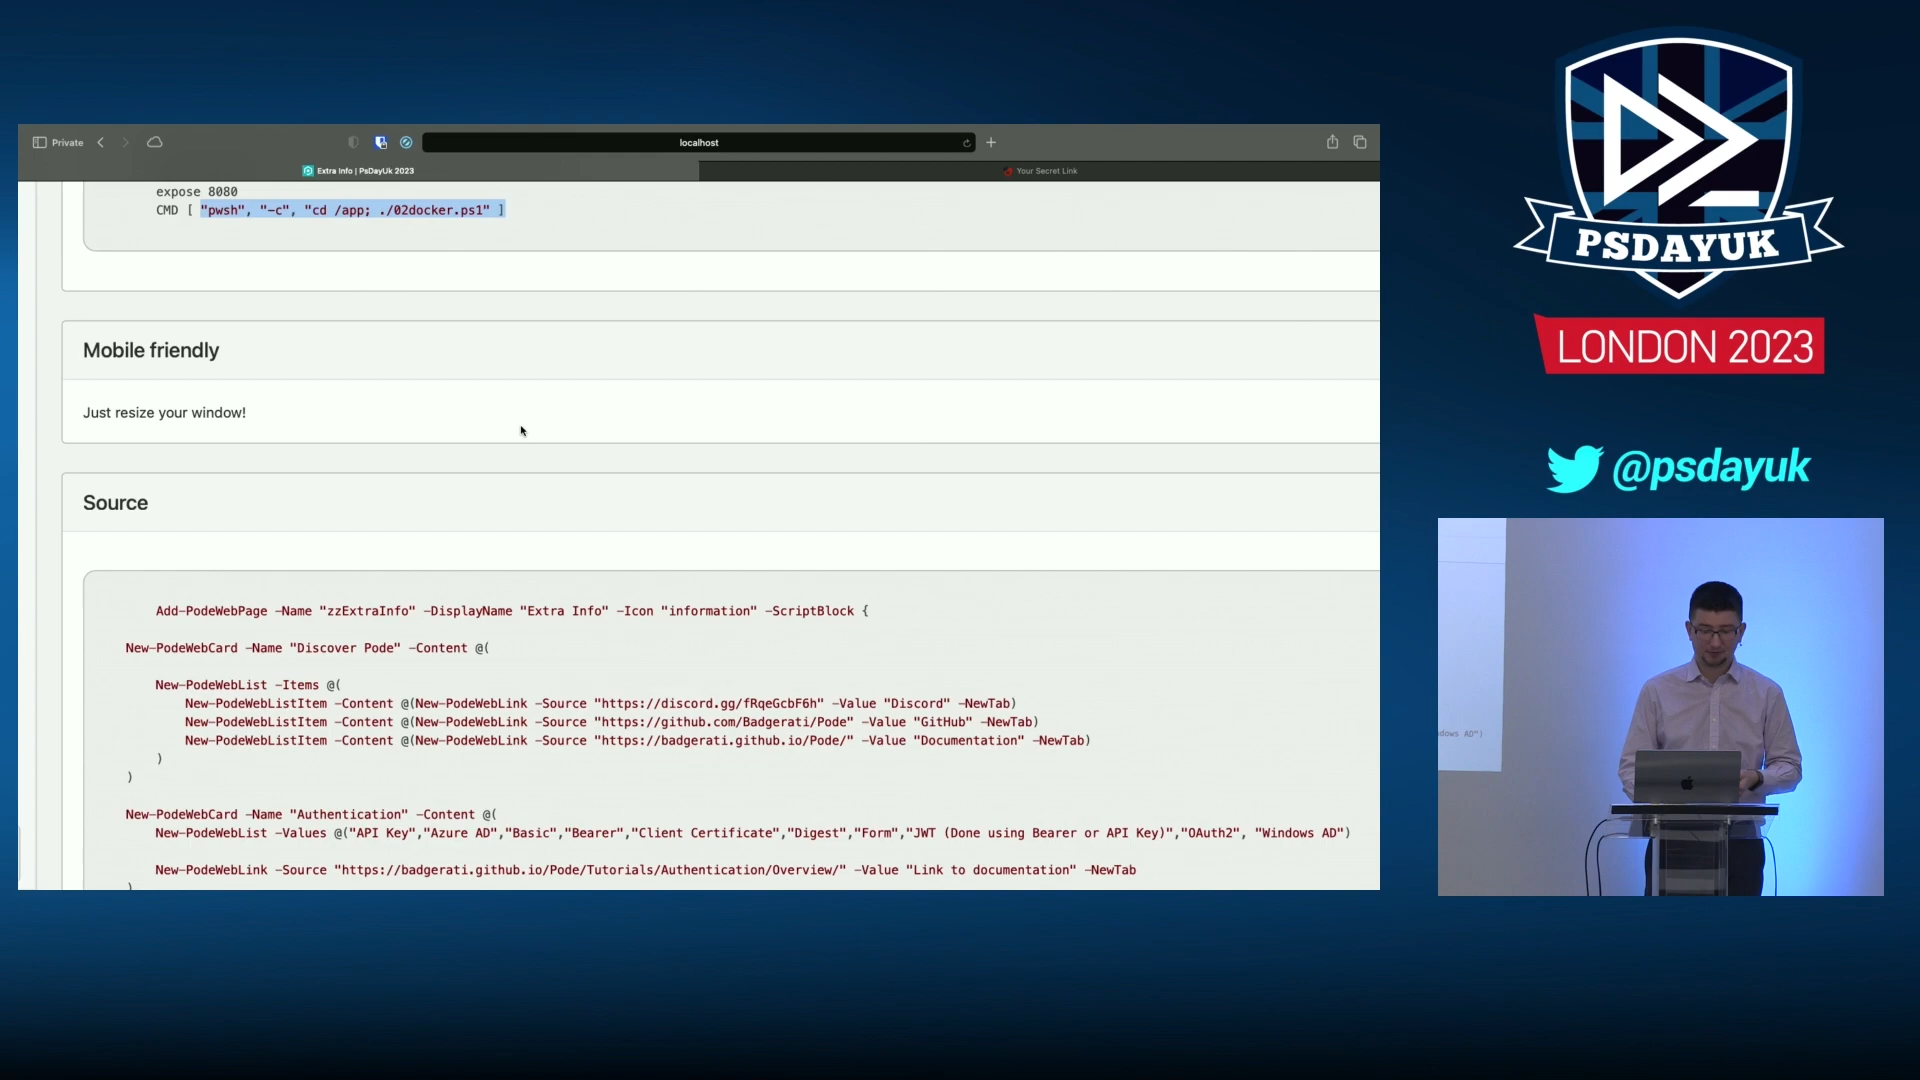 Private
localhost
Extra Info | PsDayUk 2023
Your Secret Link
expose 8080
CMD [ "pwsh", "-c", "cd /app; ./02docker.ps1" ]
Mobile friendly
Just resize your window!
Source
Add-PodeWebPage -Name "zzExtraInfo" -DisplayName "Extra Info" -Icon "information" -ScriptBlock {
New-PodeWebCard -Name "Discover Pode" -Content @(
New-PodeWebList -Items @(
New-PodeWebListItem -Content @(New-PodeWebLink -Source "https://discord.gg/fRqeGcbF6h" -Value "Discord" -NewTab)
New-PodeWebListItem -Content @(New-PodeWebLink -Source "https://github.com/Badgerati/Pode" -Value "GitHub" -NewTab)
New-PodeWebListItem -Content @(New-PodeWebLink -Source "https://badgerati.github.io/Pode/" -Value "Documentation" -NewTab)
)
)
New-PodeWebCard -Name "Authentication" -Content @(
New-PodeWebList -Values @("API Key","Azure AD","Basic","Bearer","Client Certificate","Digest","Form","JWT (Done using Bearer or API Key)","OAuth2", "Windows AD")
New-PodeWebLink -Source "https://badgerati.github.io/Pode/Tutorials/Authentication/Overview/" -Value "Link to documentation" -NewTab
)
PSDAYUK
LONDON 2023
@psdayuk
dows AD")